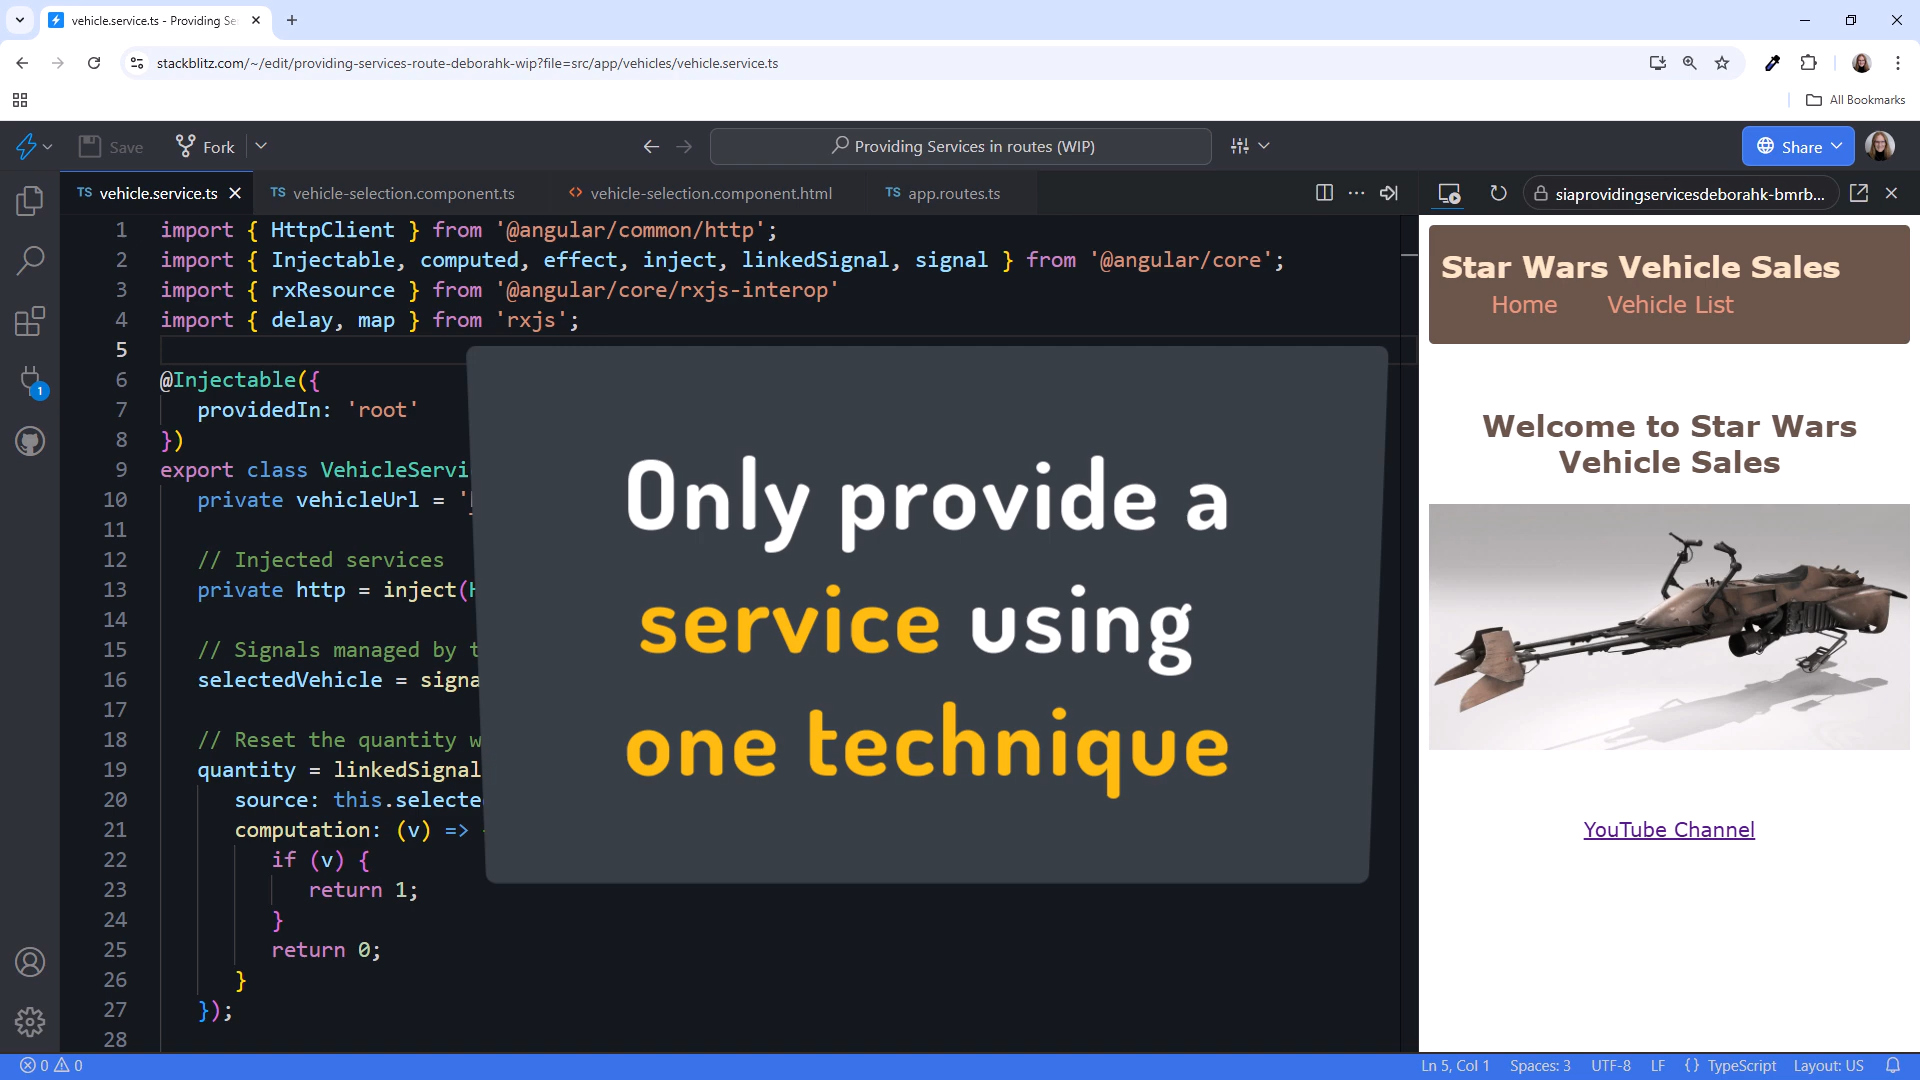 vehicle.service.ts - Providing Se
stackblitz.com/~/edit/providing-services-route-deborahk-wip?file=src/app/vehicles/vehicle.service.ts
All Bookmarks
Save
Fork
Providing Services in routes (WIP)
Share
TS vehicle.service.ts
TS vehicle-selection.component.ts
<> vehicle-selection.component.html
TS app.routes.ts
siaprovidingservicesdeborahk-bmrb...
1 import { HttpClient } from '@angular/common/http';
2 import { Injectable, computed, effect, inject, linkedSignal, signal } from '@angular/core';
3 import { rxResource } from '@angular/core/rxjs-interop'
4 import { delay, map } from 'rxjs';
5
6 @Injectable({
7 providedIn: 'root'
8 })
9 export class VehicleServi
10 private vehicleUrl = '
11
12 // Injected services
13 private http = inject(H
14
15 // Signals managed by t
16 selectedVehicle = signa
17
18 // Reset the quantity w
19 quantity = linkedSignal
20 source: this.selecte
21 computation: (v) =>
22 if (v) {
23 return 1;
24 }
25 return 0;
26 }
27 });
28
1
Only provide a
service using
one technique
Star Wars Vehicle Sales
Home Vehicle List
Welcome to Star Wars
Vehicle Sales
YouTube Channel
0 0
Ln 5, Col 1 Spaces: 3 UTF-8 LF {} TypeScript Layout: US